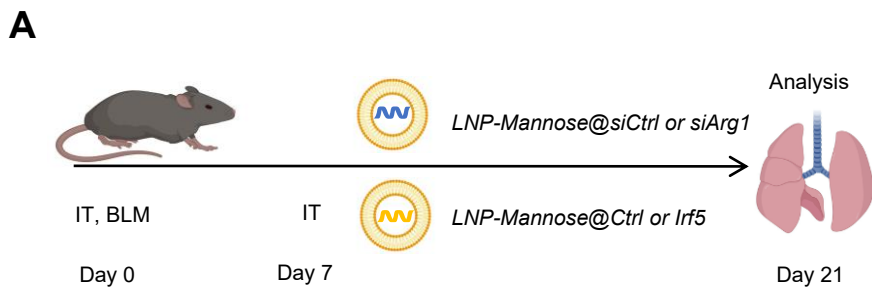 A
Analysis
LNP-Mannose@siCtrl or siArg1
IT, BLM
IT
LNP-Mannose@Ctrl or Irf5
Day 0
Day 7
Day 21